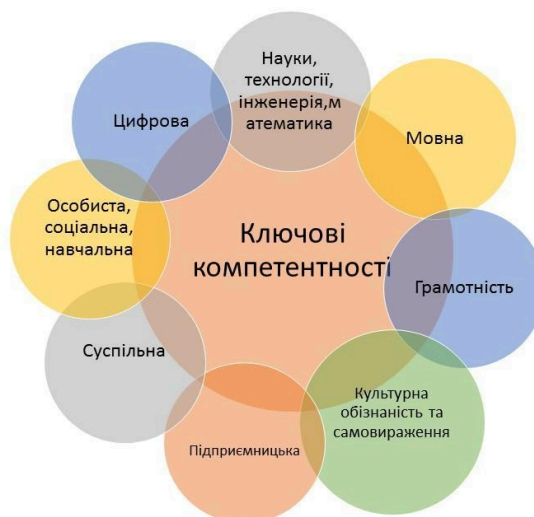 Науки,
технології,
інженерія,м
атематика
Мовна
Грамотність
Культурна
обізнаність та
самовираження
Підприємницька
Суспільна
Особиста,
соціальна,
навчальна
Цифрова
Ключові
компетентності